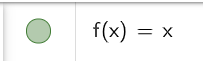 f(x) = x